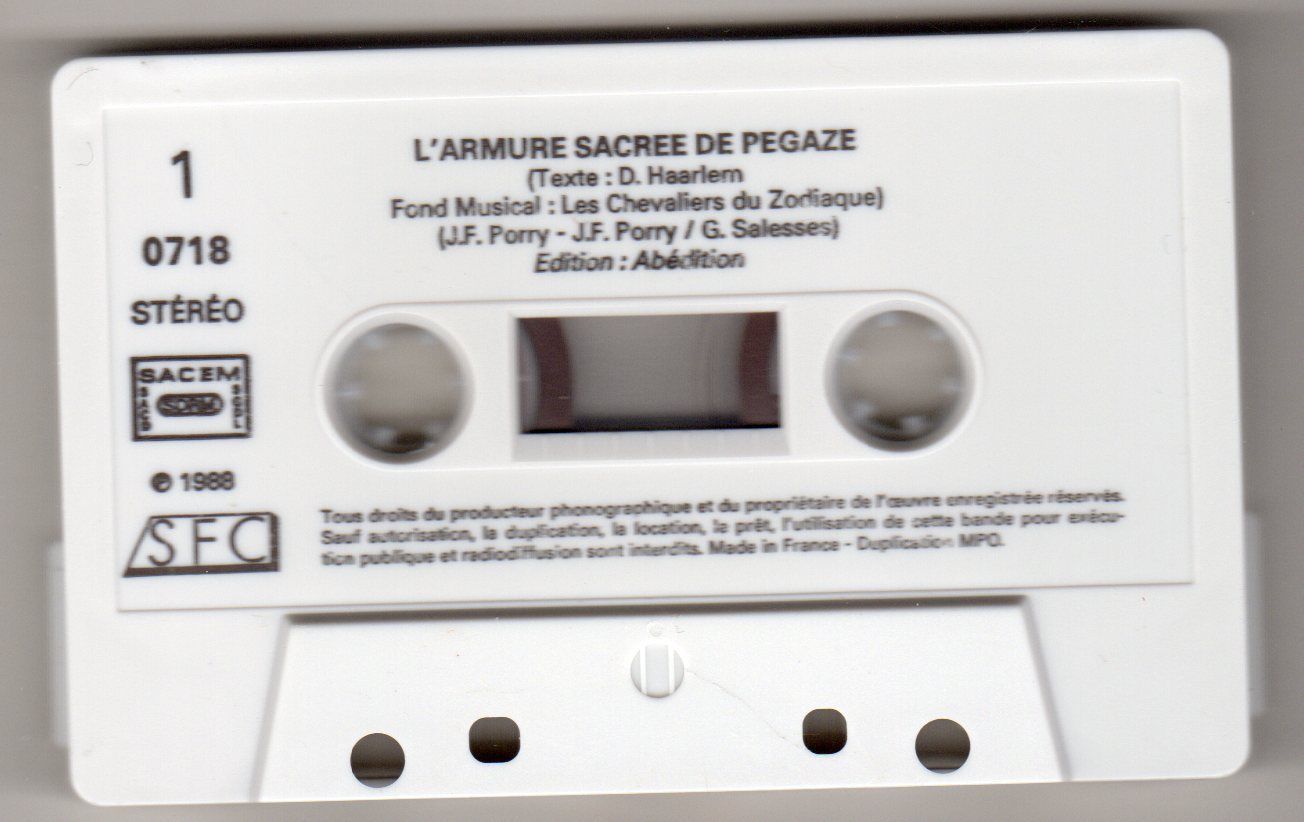 L'ARMURE SACREE DE PEGAZE
(Texte : D. Haarlem
Fond Musical : Les Chevaliers du Zodiaque)
(J.F. Porry - J.F. Porry / G. Salesses)
Edition : Abédition
1
0718
STÉRÉO
SACEM
SACD
SDRM
SGDL
℗ 1988
SFC
Tous droits du producteur phonographique et du propriétaire de l'œuvre enregistrée réservés.
Sauf autorisation, la duplication, la location, le prêt, l'utilisation de cette bande pour exécu-
tion publique et radiodiffusion sont interdits. Made in France - Duplication MPO.